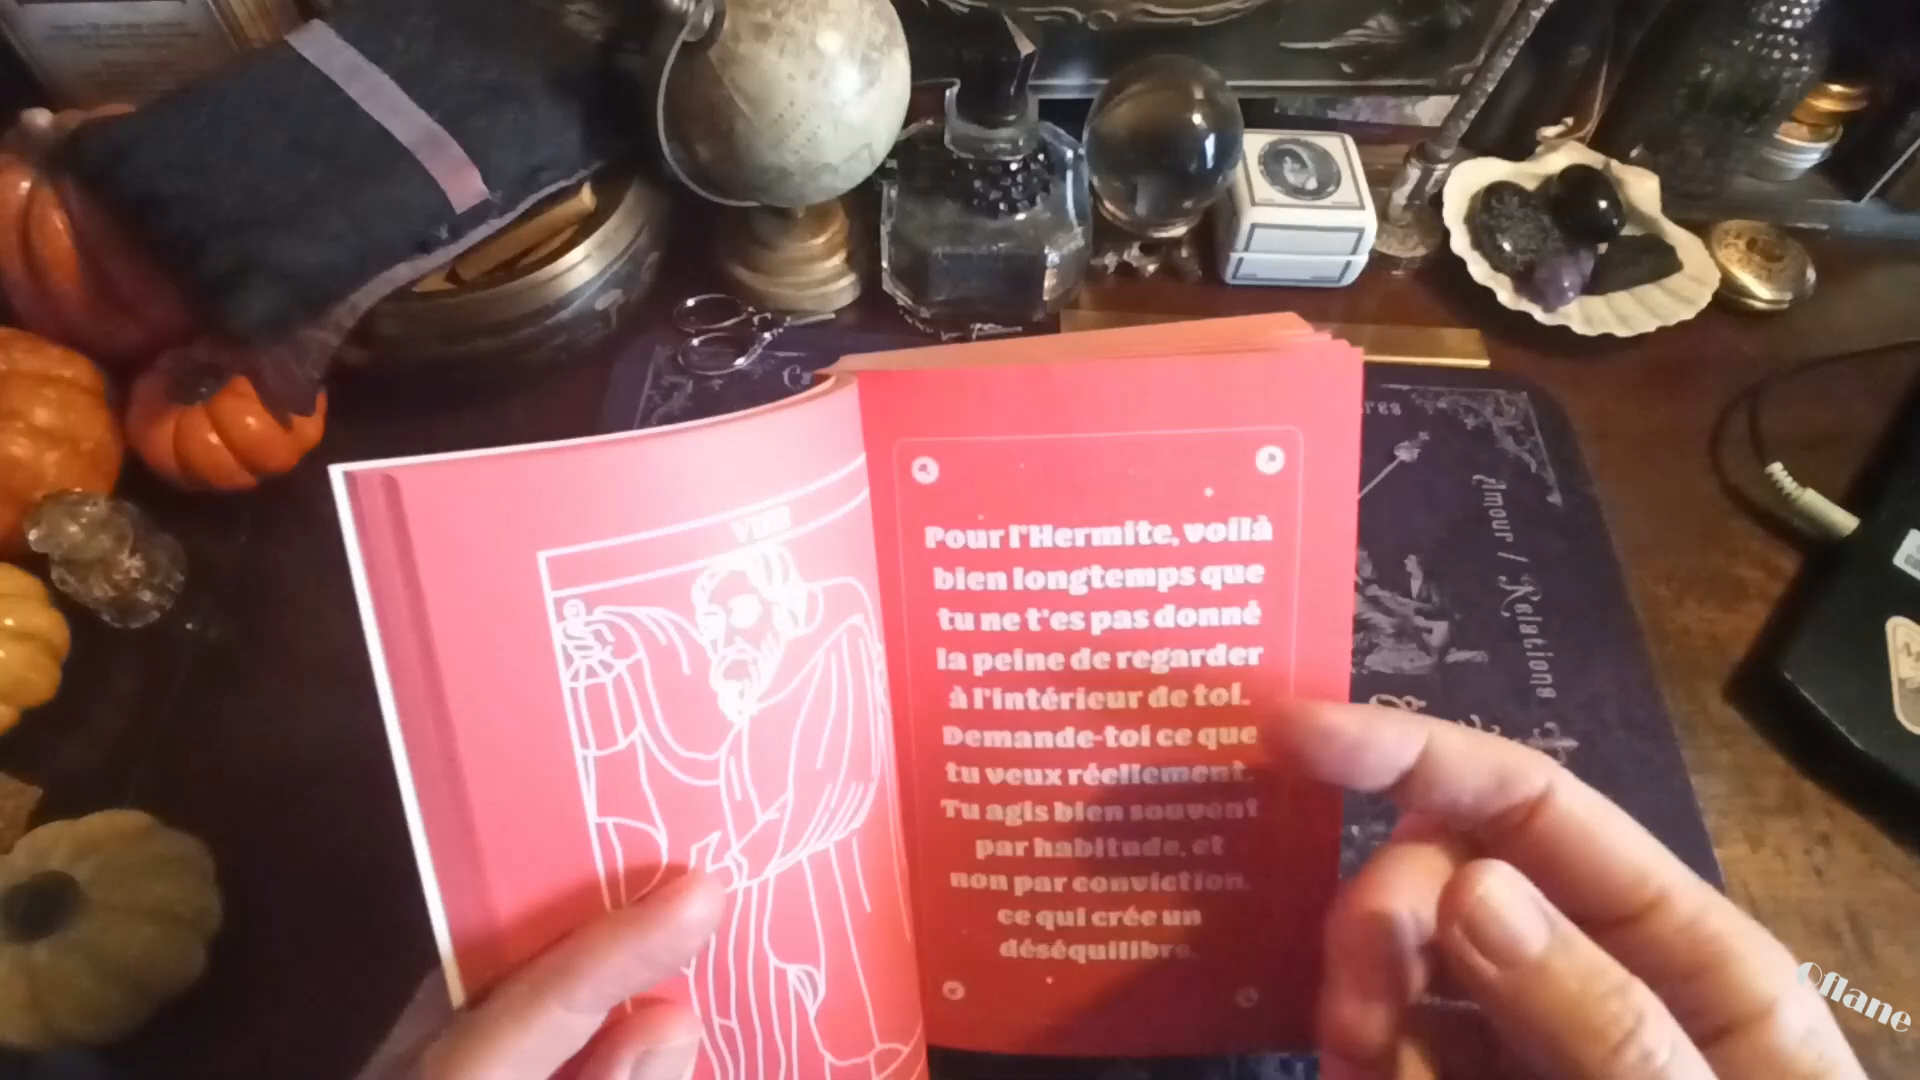 VIIII
Pour l'Hermite, voilà
bien longtemps que
tu ne t'es pas donné
la peine de regarder
à l'intérieur de toi.
Demande-toi ce que
tu veux réellement.
Tu agis bien souvent
par habitude, et
non par conviction,
ce qui crée un
déséquilibre.
Amour / Relations
Oflane